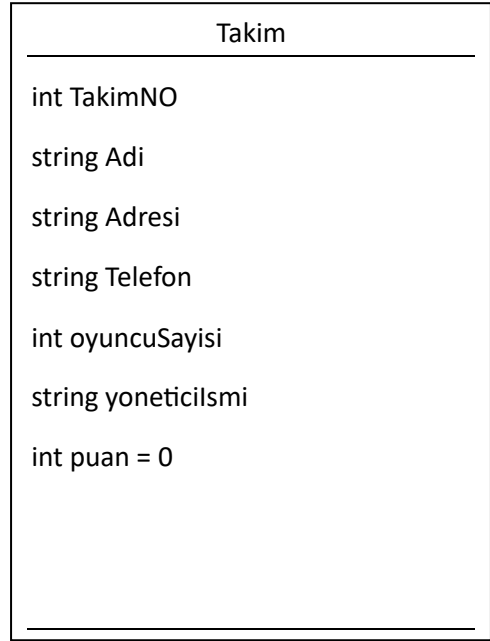 Takim
int TakimNO
string Adi
string Adresi
string Telefon
int oyuncuSayisi
string yoneticiIsmi
int puan = 0